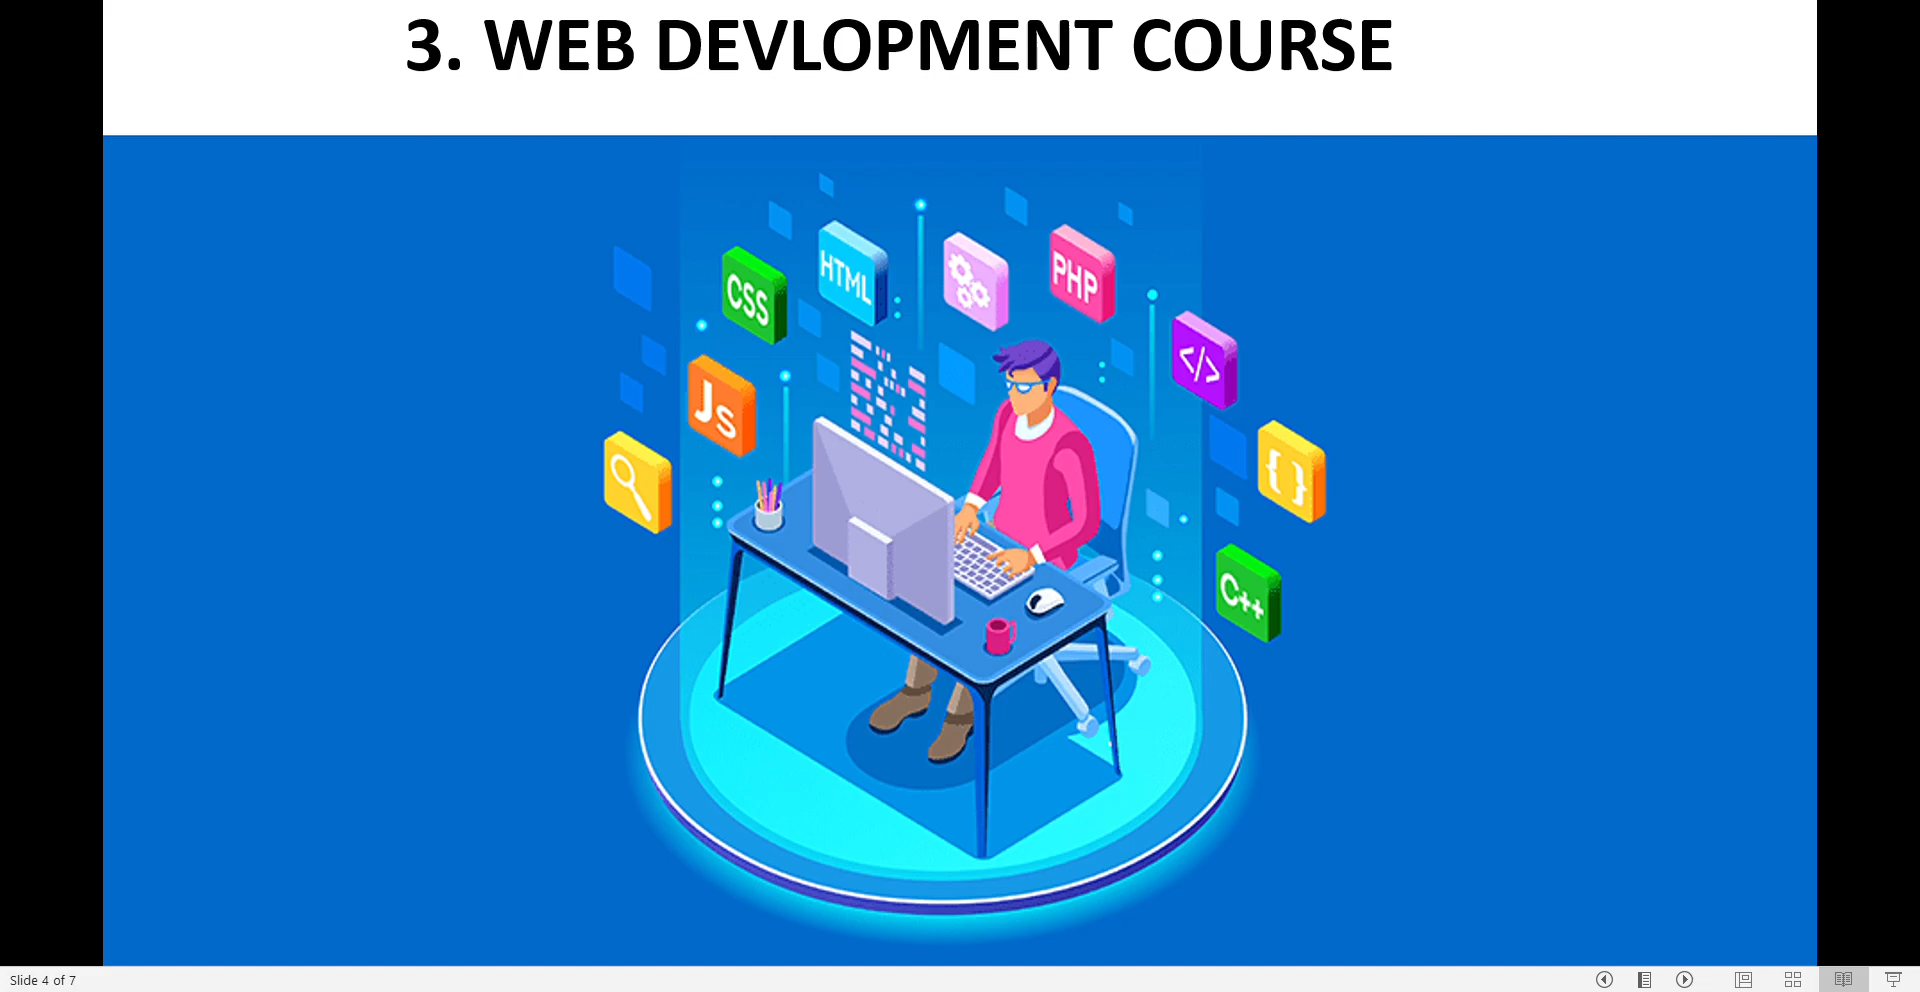 3. WEB DEVLOPMENT COURSE
HTML
PHP
CSS
</>
Js
{ }
C++
Slide 4 of 7